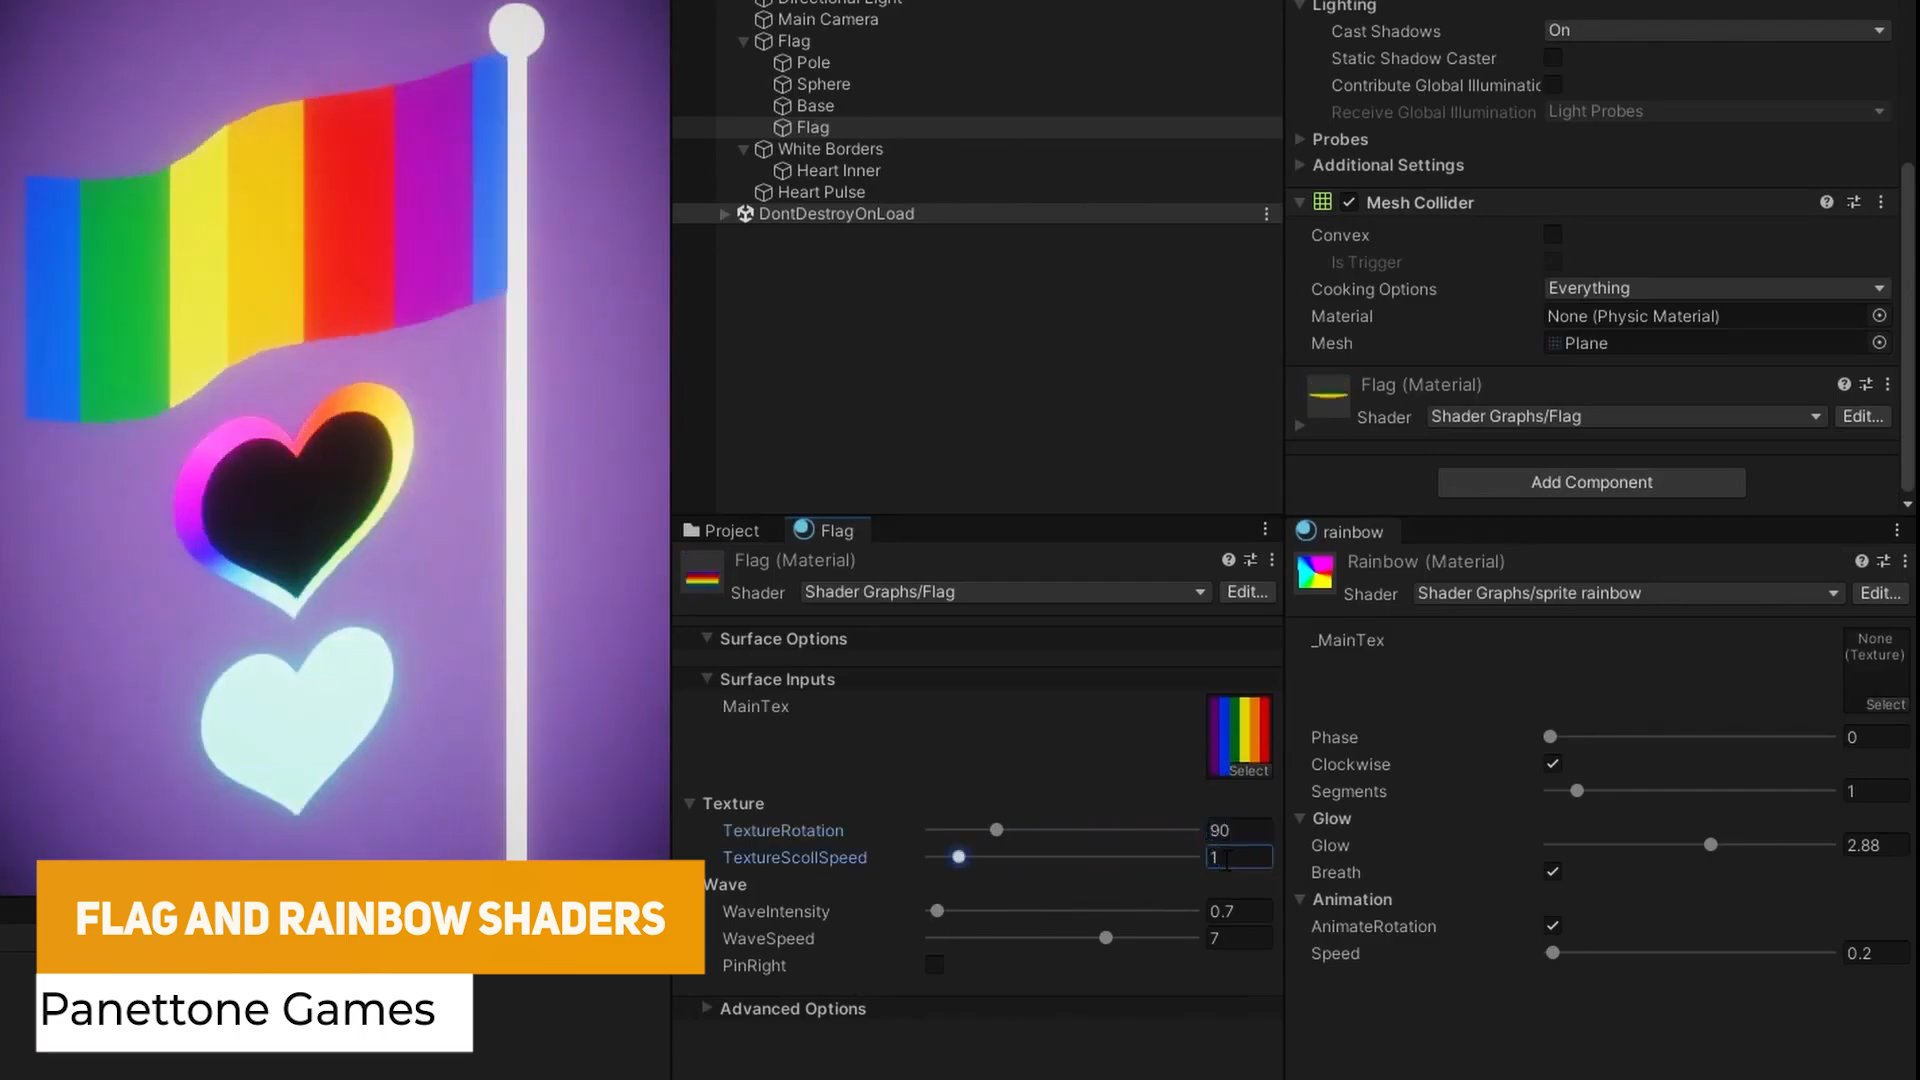 Directional Light
Main Camera
Flag
Pole
Sphere
Base
Flag
White Borders
Heart Inner
Heart Pulse
DontDestroyOnLoad
Lighting
Cast Shadows On
Static Shadow Caster
Contribute Global Illuminatic
Receive Global Illumination Light Probes
Probes
Additional Settings
Mesh Collider
Convex
Is Trigger
Cooking Options Everything
Material None (Physic Material)
Mesh Plane
Flag (Material)
Shader Shader Graphs/Flag Edit...
Add Component
Project Flag
Flag (Material)
Shader Shader Graphs/Flag Edit...
Surface Options
Surface Inputs
MainTex
Select
Texture
TextureRotation 90
TextureScollSpeed 1
Wave
WaveIntensity 0.7
WaveSpeed 7
PinRight
Advanced Options
rainbow
Rainbow (Material)
Shader Shader Graphs/sprite rainbow Edit...
_MainTex
None
(Texture)
Select
Phase 0
Clockwise
Segments 1
Glow
Glow 2.88
Breath
Animation
AnimateRotation
Speed 0.2
FLAG AND RAINBOW SHADERS
Panettone Games